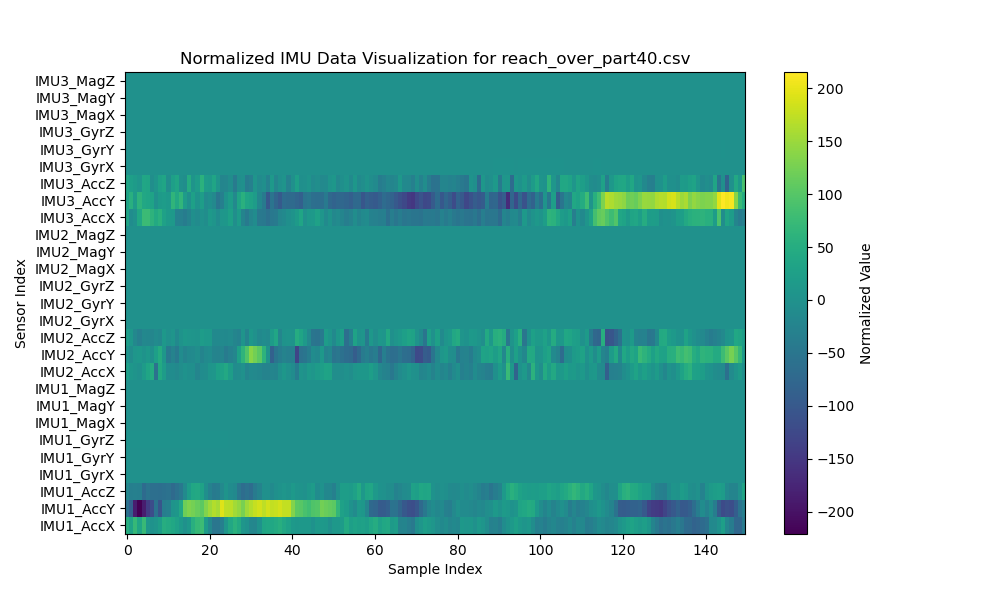 Normalized IMU Data Visualization for reach_over_part40.csv
IMU3_MagZ
IMU3_MagY
IMU3_MagX
IMU3_GyrZ
IMU3_GyrY
IMU3_GyrX
IMU3_AccZ
IMU3_AccY
IMU3_AccX
IMU2_MagZ
IMU2_MagY
IMU2_MagX
IMU2_GyrZ
IMU2_GyrY
IMU2_GyrX
IMU2_AccZ
IMU2_AccY
IMU2_AccX
IMU1_MagZ
IMU1_MagY
IMU1_MagX
IMU1_GyrZ
IMU1_GyrY
IMU1_GyrX
IMU1_AccZ
IMU1_AccY
IMU1_AccX
Sensor Index
0 20 40 60 80 100 120 140
Sample Index
200
150
100
50
0
−50
−100
−150
−200
Normalized Value